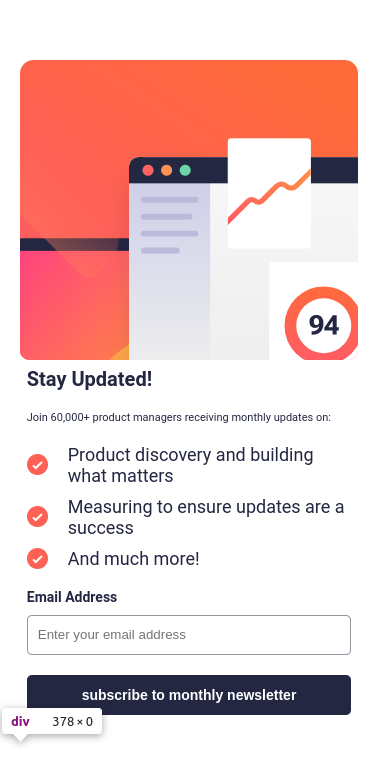 94
Stay Updated!
Join 60,000+ product managers receiving monthly updates on:
Product discovery and building
what matters
Measuring to ensure updates are a
success
And much more!
Email Address
Enter your email address
subscribe to monthly newsletter
div 378 × 0